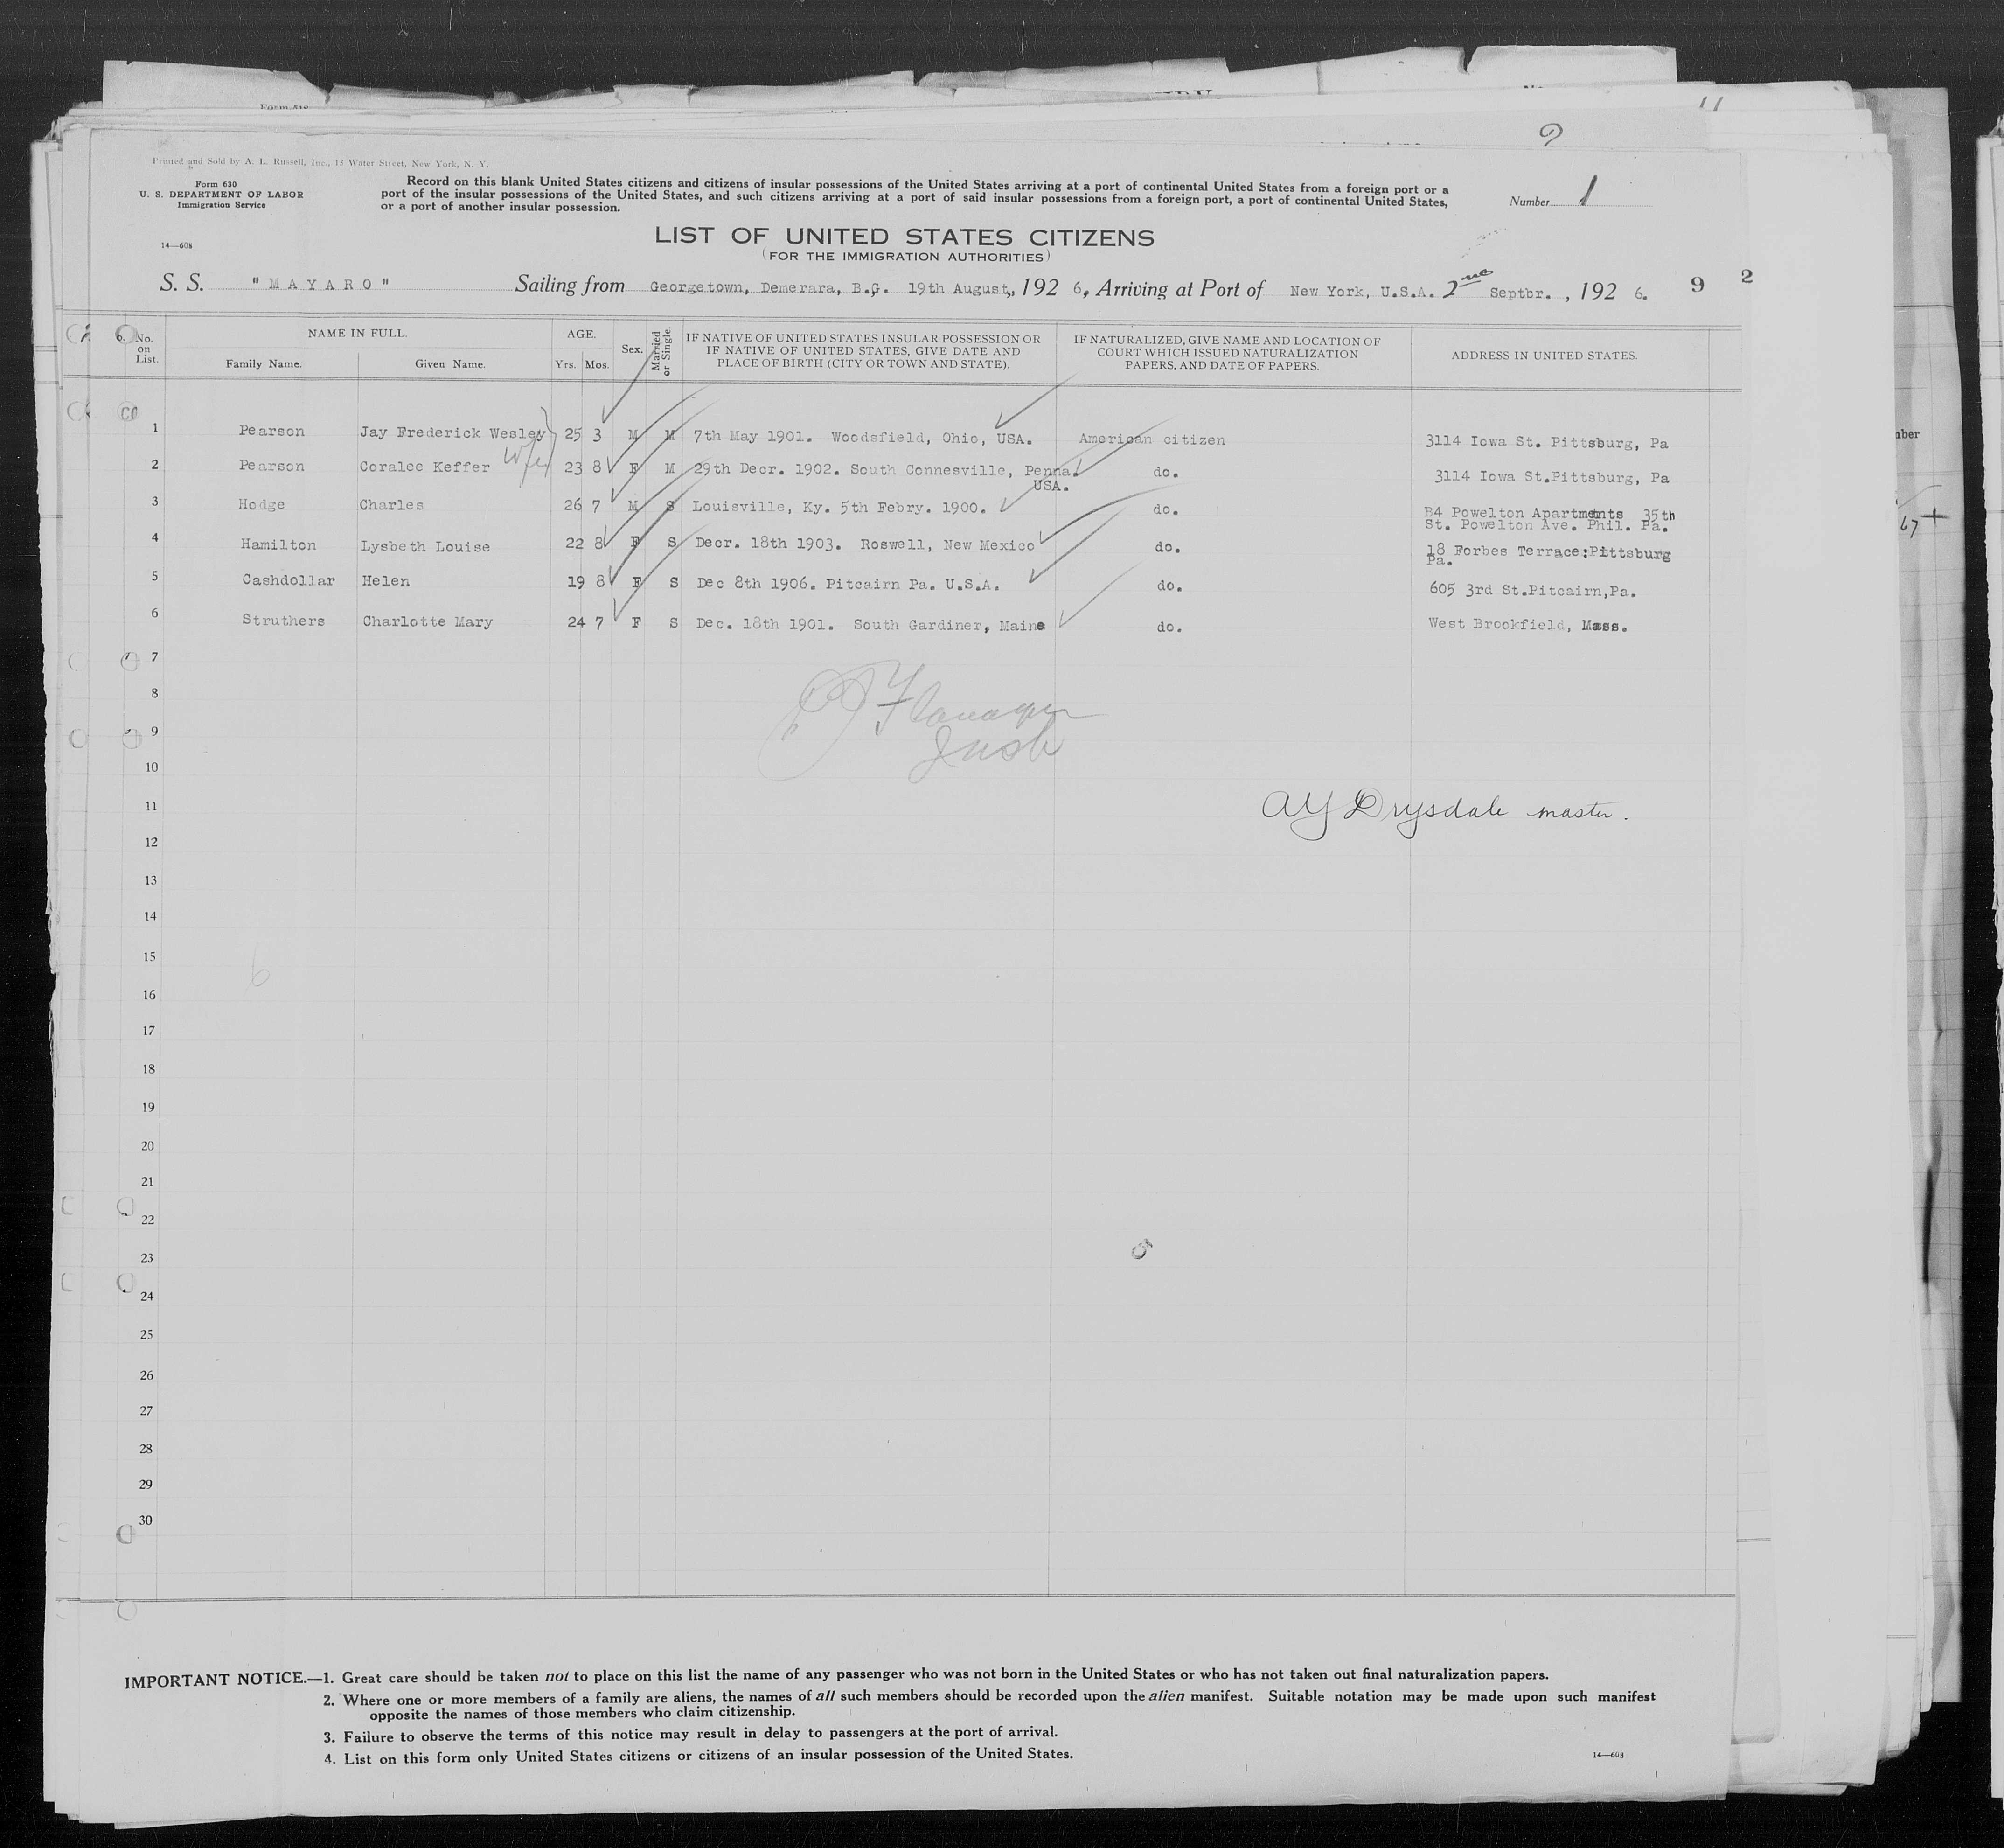 Printed and Sold by A. L. Russell, Inc., 13 Water Street, New York, N. Y.
Form 630
U. S. DEPARTMENT OF LABOR
Immigration Service
14—608
Record on this blank United States citizens and citizens of insular possessions of the United States arriving at a port of continental United States from a foreign port or a
port of the insular possessions of the United States, and such citizens arriving at a port of said insular possessions from a foreign port, a port of continental United States,
or a port of another insular possession.
Number 1
LIST OF UNITED STATES CITIZENS
(FOR THE IMMIGRATION AUTHORITIES)
S. S. "MAYARO" Sailing from Georgetown, Demerara, B.G. 19th August, 1926, Arriving at Port of New York, U.S.A. 2nd Septbr. , 1926. 9 2
No. on List. NAME IN FULL. Family Name. Given Name. AGE. Yrs. Mos. Sex. Married or Single. IF NATIVE OF UNITED STATES INSULAR POSSESSION OR IF NATIVE OF UNITED STATES, GIVE DATE AND PLACE OF BIRTH (CITY OR TOWN AND STATE). IF NATURALIZED, GIVE NAME AND LOCATION OF COURT WHICH ISSUED NATURALIZATION PAPERS, AND DATE OF PAPERS. ADDRESS IN UNITED STATES.
1 Pearson Jay Frederick Wesley 25 3 M M 7th May 1901. Woodsfield, Ohio, USA. American citizen 3114 Iowa St. Pittsburg, Pa
2 Pearson Coralee Keffer wife 23 8 F M 29th Decr. 1902. South Connesville, Penna. USA. do. 3114 Iowa St.Pittsburg, Pa
3 Hodge Charles 26 7 M S Louisville, Ky. 5th Febry. 1900. do. B4 Powelton Apartments 35th
St. Powelton Ave. Phil. Pa.
4 Hamilton Lysbeth Louise 22 8 F S Decr. 18th 1903. Roswell, New Mexico do. 18 Forbes Terrace:Pittsburg
Pa.
5 Cashdollar Helen 19 8 F S Dec 8th 1906. Pitcairn Pa. U.S.A. do. 605 3rd St.Pitcairn,Pa.
6 Struthers Charlotte Mary 24 7 F S Dec. 18th 1901. South Gardiner, Maine do. West Brookfield, Mass.
7
8
9
10
11
AY Drysdale master.
12
13
14
15
6
16
17
18
19
20
21
22
23
24
25
26
27
28
29
30
IMPORTANT NOTICE.—1. Great care should be taken not to place on this list the name of any passenger who was not born in the United States or who has not taken out final naturalization papers.
2. Where one or more members of a family are aliens, the names of all such members should be recorded upon the alien manifest. Suitable notation may be made upon such manifest
opposite the names of those members who claim citizenship.
3. Failure to observe the terms of this notice may result in delay to passengers at the port of arrival.
4. List on this form only United States citizens or citizens of an insular possession of the United States.
14—608